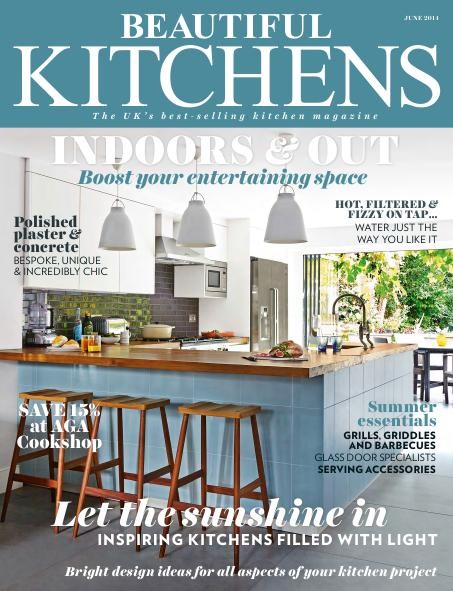 BEAUTIFUL
JUNE 2014
KITCHENS
The UK's best-selling kitchen magazine
INDOORS & OUT
Boost your entertaining space
Polished
plaster &
concrete
BESPOKE, UNIQUE
& INCREDIBLY CHIC
HOT, FILTERED &
FIZZY ON TAP...
WATER JUST THE
WAY YOU LIKE IT
SAVE 15%
at AGA
Cookshop
Summer
essentials
GRILLS, GRIDDLES
AND BARBECUES
GLASS DOOR SPECIALISTS
SERVING ACCESSORIES
Let the sunshine in
INSPIRING KITCHENS FILLED WITH LIGHT
Bright design ideas for all aspects of your kitchen project